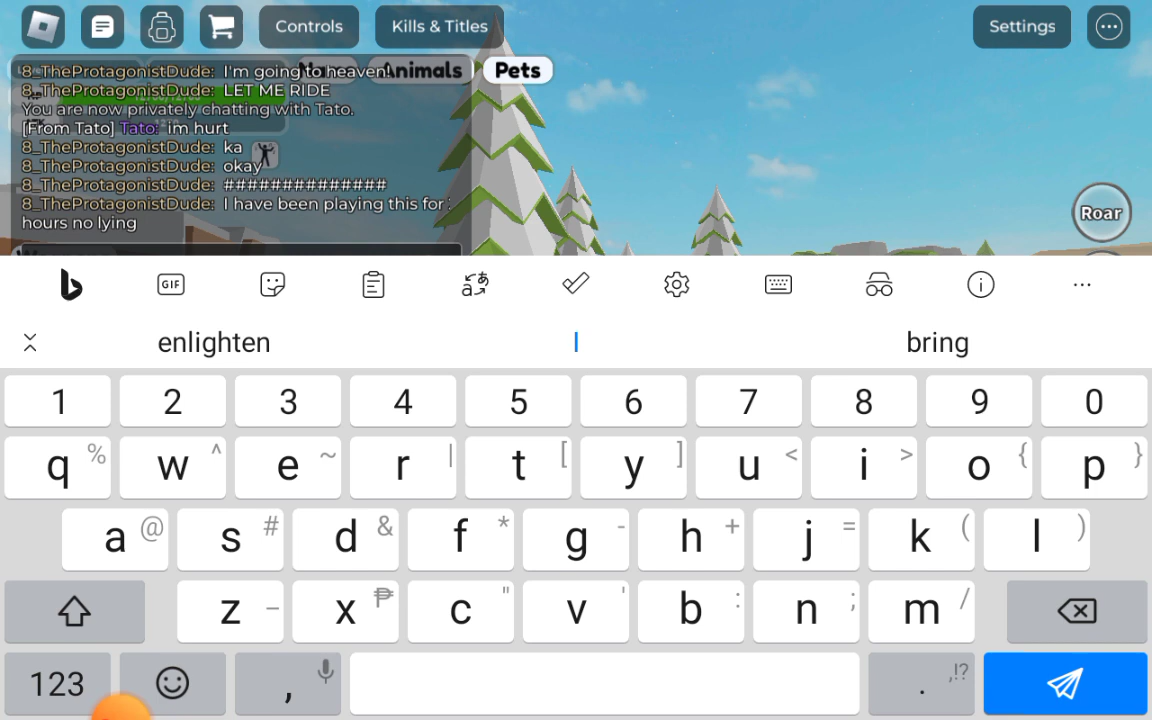 Controls
Kills & Titles
Settings
Animals
Pets
8_TheProtagonistDude: I'm going to heaven!
8_TheProtagonistDude: LET ME RIDE
You are now privately chatting with Tato.
[From Tato] Tato: im hurt
8_TheProtagonistDude: ka
8_TheProtagonistDude: okay
8_TheProtagonistDude: ##############
8_TheProtagonistDude: I have been playing this for
hours no lying
Roar
GIF
enlighten I bring
1 2 3 4 5 6 7 8 9 0
q % w ^ e ~ r | t [ y ] u < i > o { p }
a @ s # d & f * g - h + j = k ( l )
z _ x ₱ c " v ' b : n ; m /
123 , . ,!?